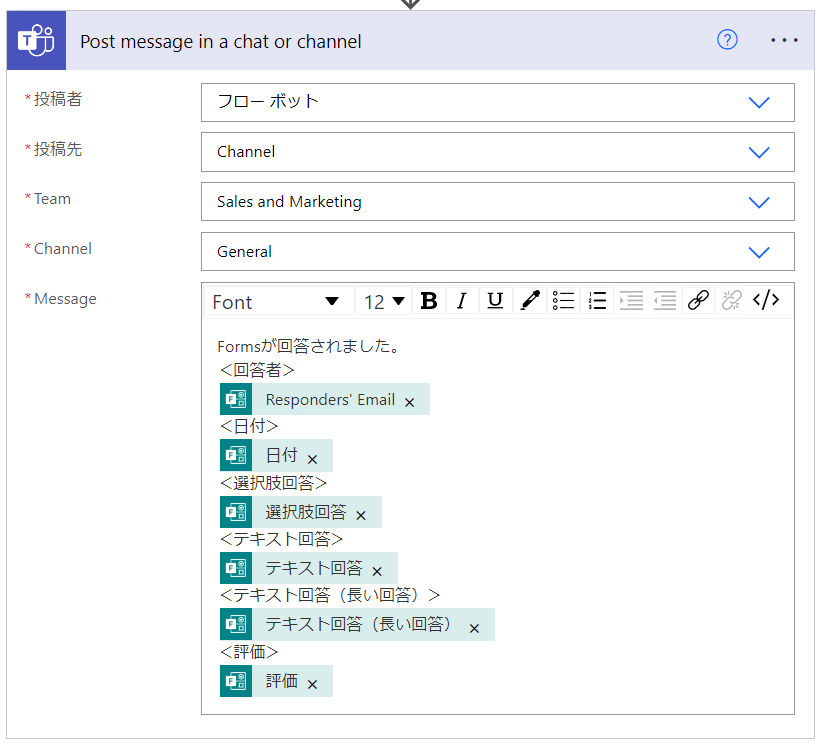 Post message in a chat or channel
* 投稿者
フロー ボット
* 投稿先
Channel
* Team
Sales and Marketing
* Channel
General
* Message
Font 12 B I U </>
Formsが回答されました。
<回答者>
Responders' Email ×
<日付>
日付 ×
<選択肢回答>
選択肢回答 ×
<テキスト回答>
テキスト回答 ×
<テキスト回答（長い回答）>
テキスト回答（長い回答） ×
<評価>
評価 ×